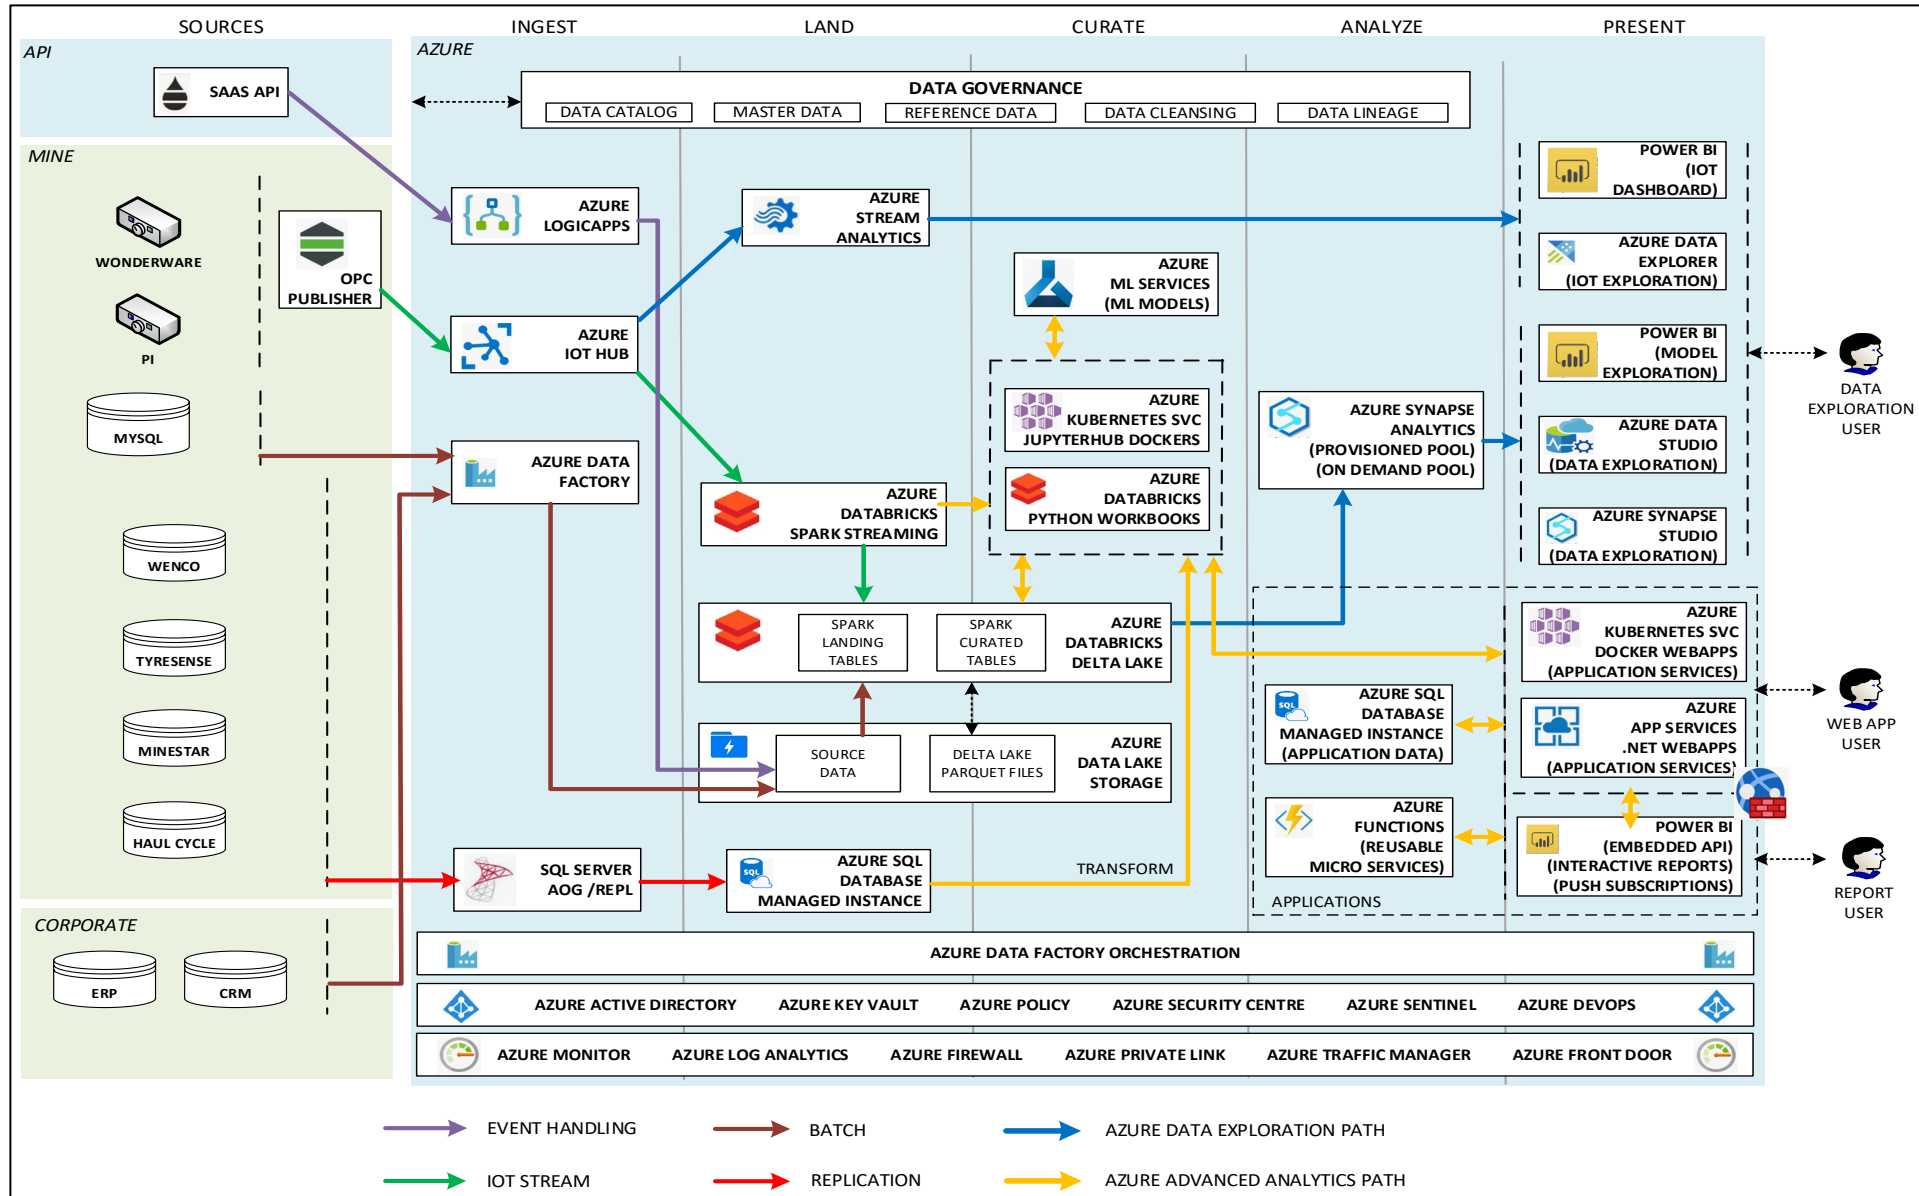 SOURCES
INGEST
LAND
CURATE
ANALYZE
PRESENT
API
SAAS API
AZURE
DATA GOVERNANCE
DATA CATALOG
MASTER DATA
REFERENCE DATA
DATA CLEANSING
DATA LINEAGE
MINE
WONDERWARE
PI
OPC
PUBLISHER
MYSQL
WENCO
TYRESENSE
MINESTAR
HAUL CYCLE
CORPORATE
ERP
CRM
AZURE
LOGICAPPS
AZURE
IOT HUB
AZURE DATA
FACTORY
SQL SERVER
AOG /REPL
AZURE
STREAM
ANALYTICS
AZURE
DATABRICKS
SPARK STREAMING
SPARK
LANDING
TABLES
SPARK
CURATED
TABLES
AZURE
DATABRICKS
DELTA LAKE
SOURCE
DATA
DELTA LAKE
PARQUET FILES
AZURE
DATA LAKE
STORAGE
AZURE SQL
DATABASE
MANAGED INSTANCE
TRANSFORM
AZURE
ML SERVICES
(ML MODELS)
AZURE
KUBERNETES SVC
JUPYTERHUB DOCKERS
AZURE
DATABRICKS
PYTHON WORKBOOKS
AZURE SYNAPSE
ANALYTICS
(PROVISIONED POOL)
(ON DEMAND POOL)
SQL
AZURE SQL
DATABASE
MANAGED INSTANCE
(APPLICATION DATA)
AZURE
FUNCTIONS
(REUSABLE
MICRO SERVICES)
APPLICATIONS
SQL
POWER BI
(IOT
DASHBOARD)
AZURE DATA
EXPLORER
(IOT EXPLORATION)
POWER BI
(MODEL
EXPLORATION)
AZURE DATA
STUDIO
(DATA EXPLORATION)
AZURE SYNAPSE
STUDIO
(DATA EXPLORATION)
AZURE
KUBERNETES SVC
DOCKER WEBAPPS
(APPLICATION SERVICES)
AZURE
APP SERVICES
.NET WEBAPPS
(APPLICATION SERVICES)
POWER BI
(EMBEDDED API)
(INTERACTIVE REPORTS)
(PUSH SUBSCRIPTIONS)
DATA
EXPLORATION
USER
WEB APP
USER
REPORT
USER
AZURE DATA FACTORY ORCHESTRATION
AZURE ACTIVE DIRECTORY
AZURE KEY VAULT
AZURE POLICY
AZURE SECURITY CENTRE
AZURE SENTINEL
AZURE DEVOPS
AZURE MONITOR
AZURE LOG ANALYTICS
AZURE FIREWALL
AZURE PRIVATE LINK
AZURE TRAFFIC MANAGER
AZURE FRONT DOOR
EVENT HANDLING
BATCH
AZURE DATA EXPLORATION PATH
IOT STREAM
REPLICATION
AZURE ADVANCED ANALYTICS PATH